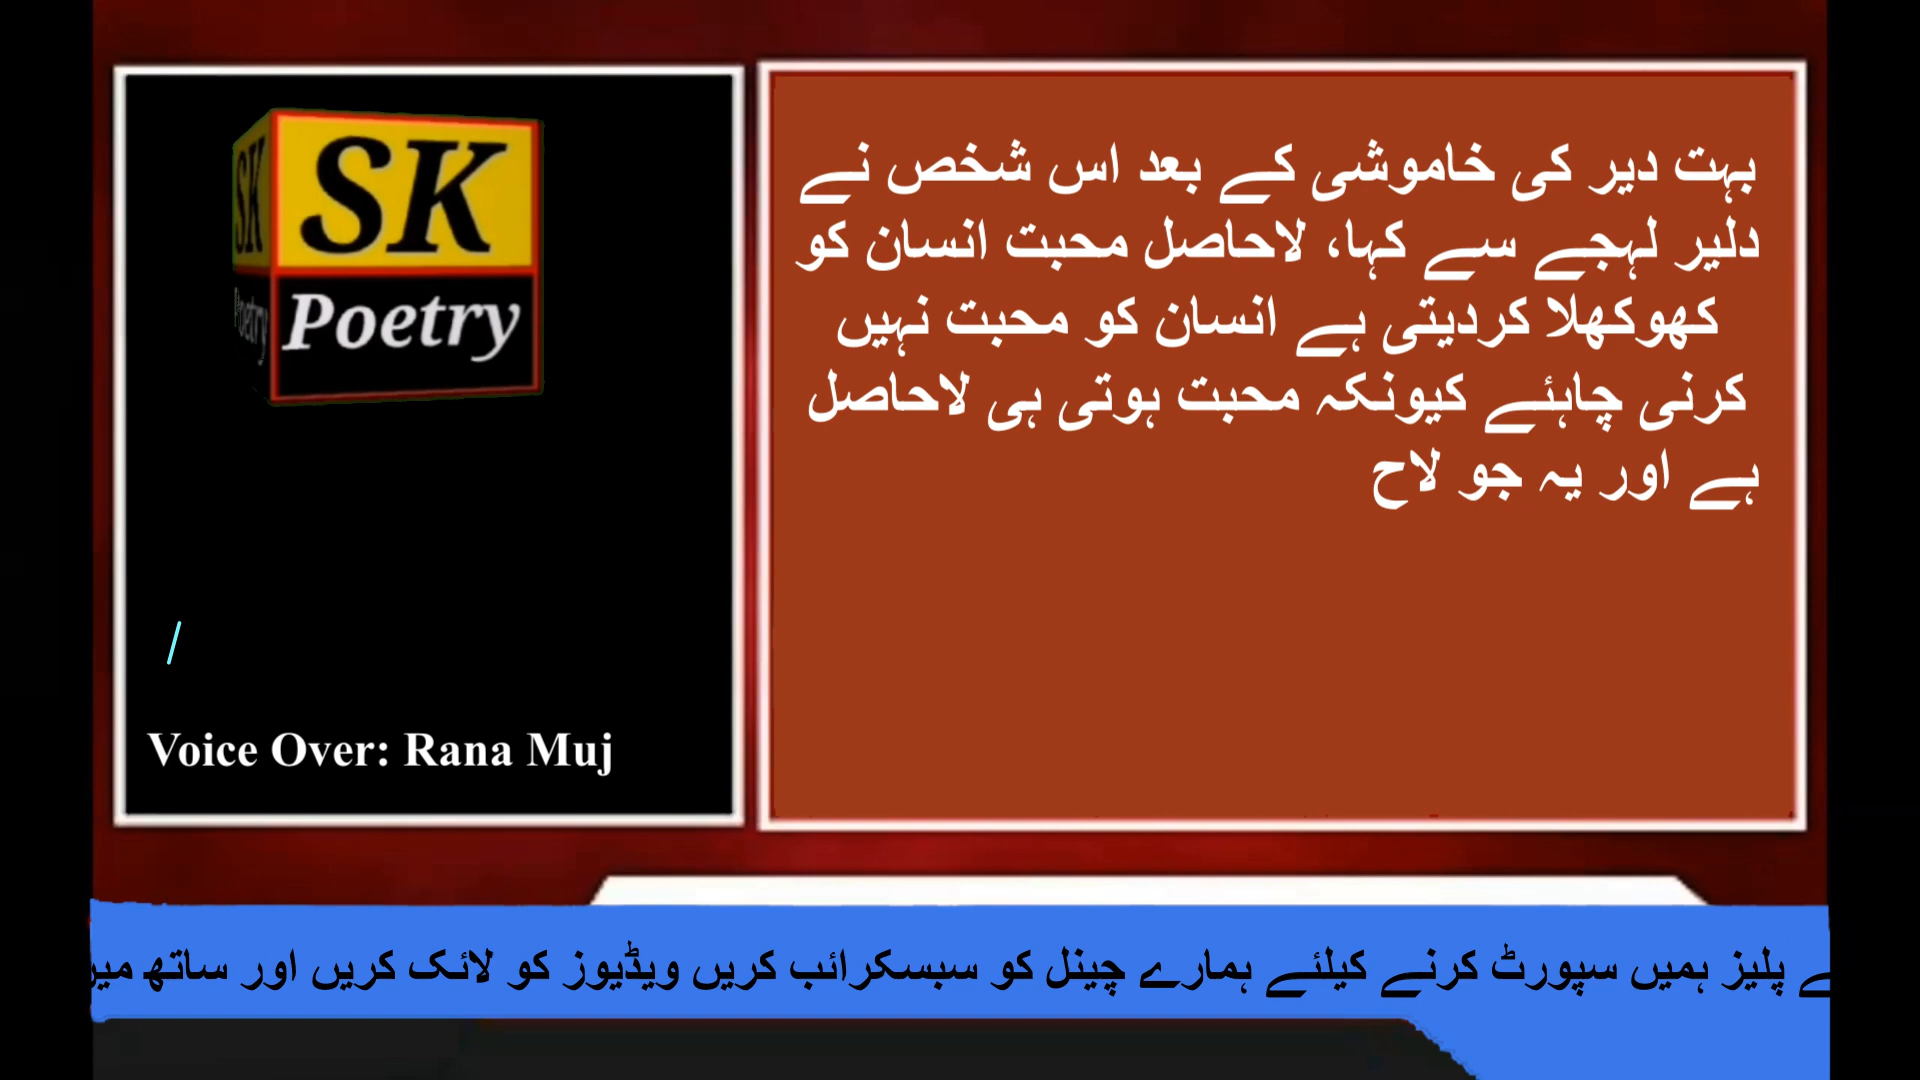 SK
Poetry
SK
Poetry
بہت دیر کی خاموشی کے بعد اس شخص نے
دلیر لہجے سے کہا، لاحاصل محبت انسان کو
کھوکھلا کردیتی ہے انسان کو محبت نہیں
کرنی چاہئے کیونکہ محبت ہوتی ہی لاحاصل
ہے اور یہ جو لاح
/
Voice Over: Rana Muj
پلیز ہمیں سپورٹ کرنے کیلئے ہمارے چینل کو سبسکرائب کریں ویڈیوز کو لائک کریں اور ساتھ